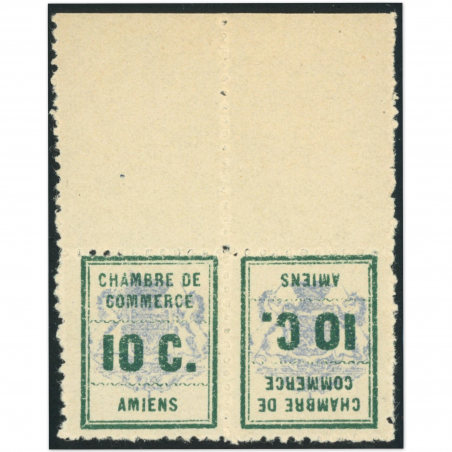 CHAMBRE DE
COMMERCE
10 C.
AMIENS
CHAMBRE DE
COMMERCE
10 C.
AMIENS